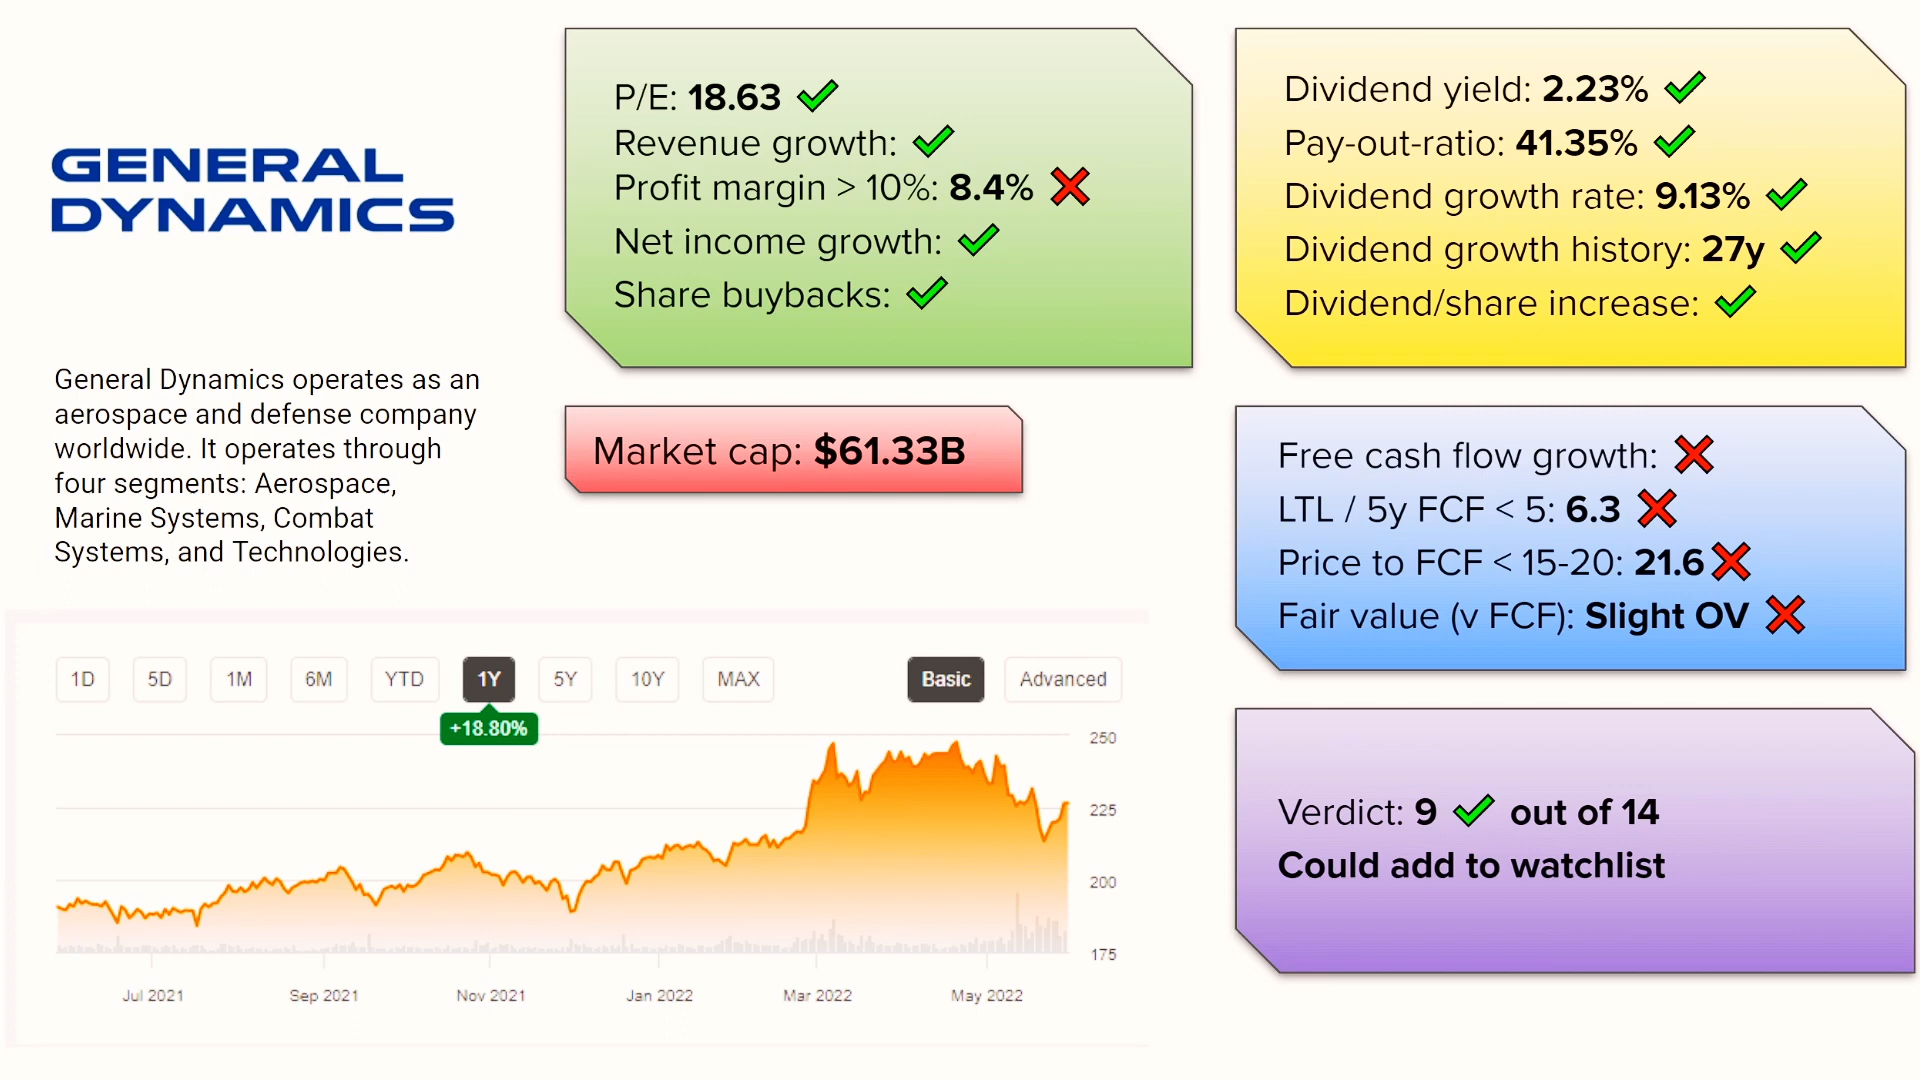 GENERAL
DYNAMICS
General Dynamics operates as an
aerospace and defense company
worldwide. It operates through
four segments: Aerospace,
Marine Systems, Combat
Systems, and Technologies.
P/E: 18.63
Revenue growth:
Profit margin > 10%: 8.4%
Net income growth:
Share buybacks:
Market cap: $61.33B
Dividend yield: 2.23%
Pay-out-ratio: 41.35%
Dividend growth rate: 9.13%
Dividend growth history: 27y
Dividend/share increase:
Free cash flow growth:
LTL / 5y FCF < 5: 6.3
Price to FCF < 15-20: 21.6
Fair value (v FCF): Slight OV
Verdict: 9 out of 14
Could add to watchlist
1D 5D 1M 6M YTD 1Y 5Y 10Y MAX Basic Advanced
+18.80%
250
225
200
175
Jul 2021 Sep 2021 Nov 2021 Jan 2022 Mar 2022 May 2022